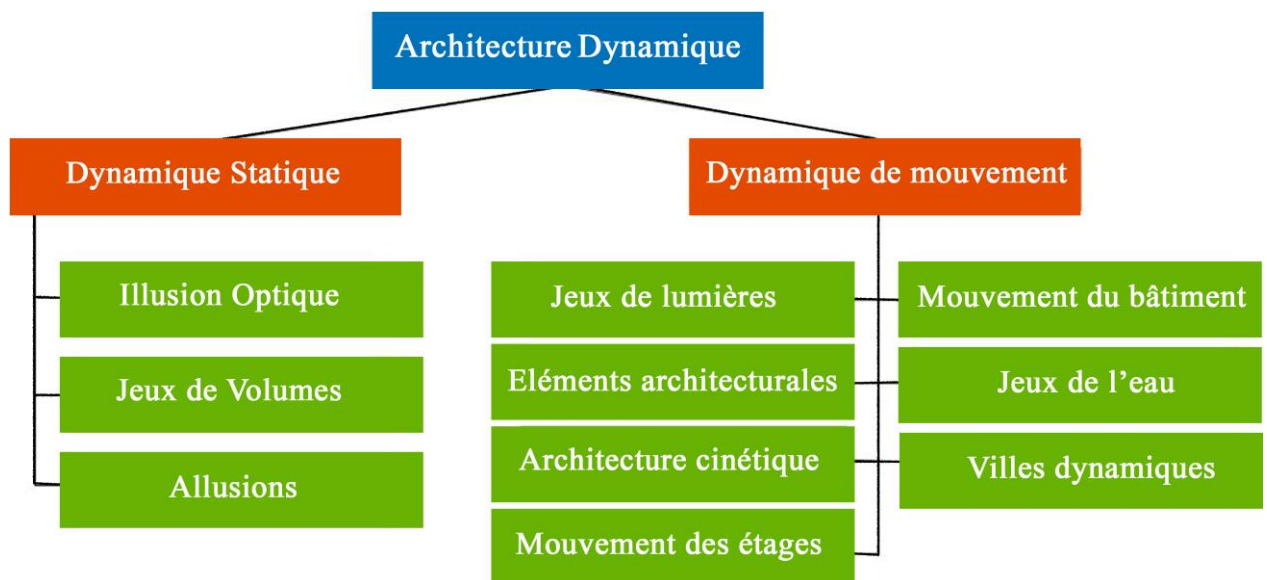 Architecture Dynamique
Dynamique Statique
Dynamique de mouvement
Illusion Optique
Jeux de Volumes
Allusions
Jeux de lumières
Eléments architecturales
Architecture cinétique
Mouvement des étages
Mouvement du bâtiment
Jeux de l’eau
Villes dynamiques